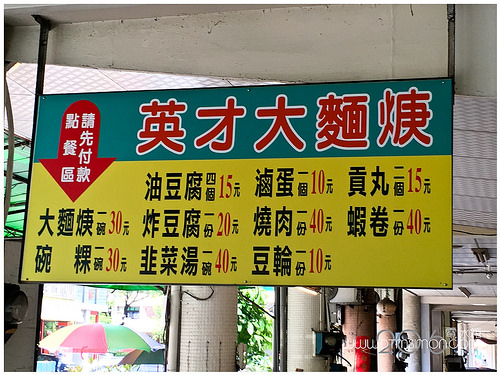 英才大麵焿
請先付款
點餐區
油豆腐四個15元 滷蛋一個10元 貢丸二個15元
大麵焿一碗30元 炸豆腐一份20元 燒肉一份40元 蝦卷一份40元
碗粿一碗30元 韭菜湯一碗40元 豆輪一份10元